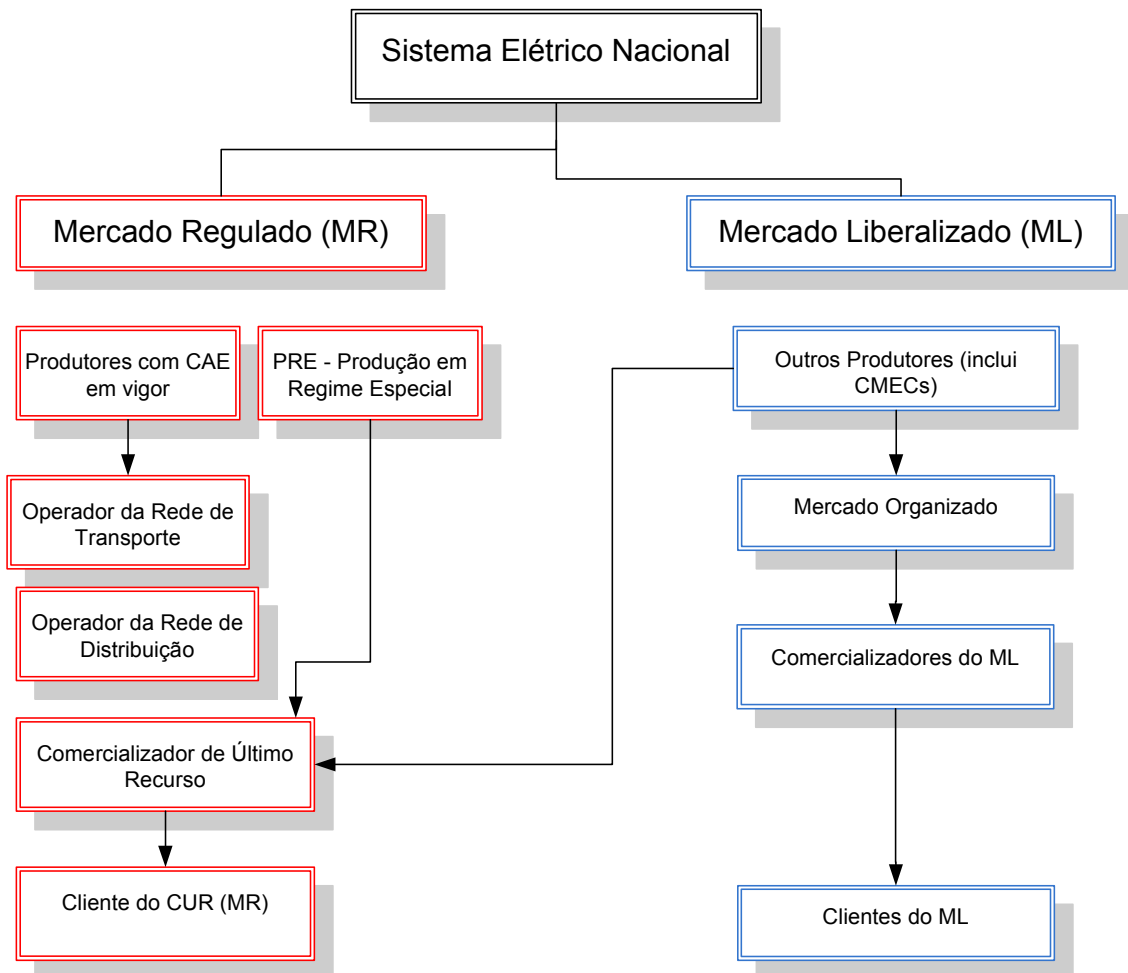 Sistema Elétrico Nacional
Mercado Regulado (MR)
Mercado Liberalizado (ML)
Produtores com CAE
em vigor
PRE - Produção em
Regime Especial
Outros Produtores (inclui
CMECs)
Operador da Rede de
Transporte
Mercado Organizado
Operador da Rede de
Distribuição
Comercializadores do ML
Comercializador de Último
Recurso
Cliente do CUR (MR)
Clientes do ML